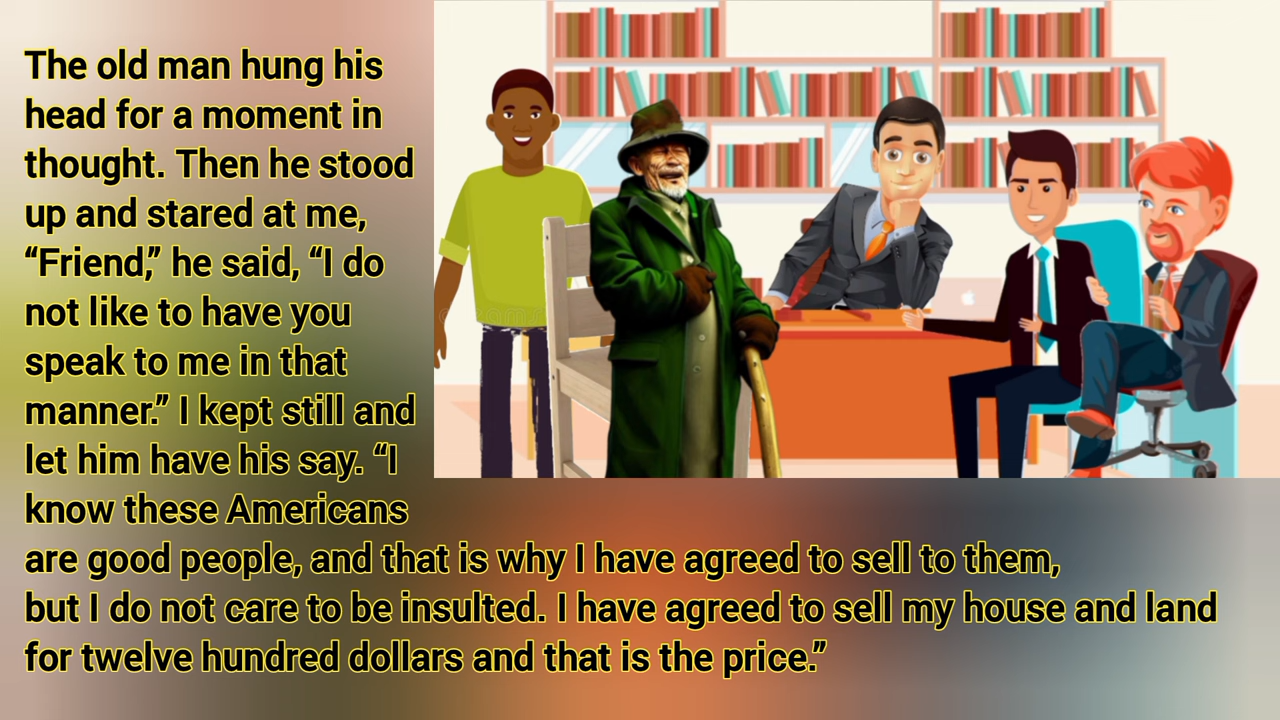 The old man hung his
head for a moment in
thought. Then he stood
up and stared at me,
“Friend,” he said, “I do
not like to have you
speak to me in that
manner.” I kept still and
let him have his say. “I
know these Americans
are good people, and that is why I have agreed to sell to them,
but I do not care to be insulted. I have agreed to sell my house and land
for twelve hundred dollars and that is the price.”